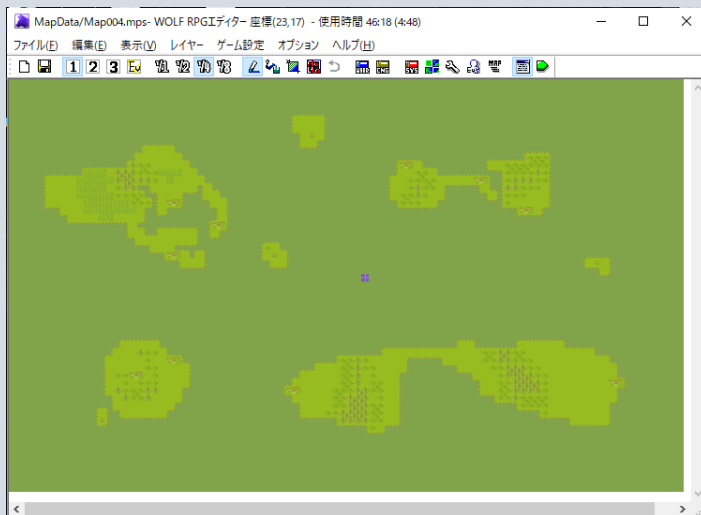 MapData/Map004.mps- WOLF RPGエディター 座標(23,17) - 使用時間 46:18 (4:48)
ファイル(F) 編集(E) 表示(V) レイヤー ゲーム設定 オプション ヘルプ(H)
1 2 3 Ev